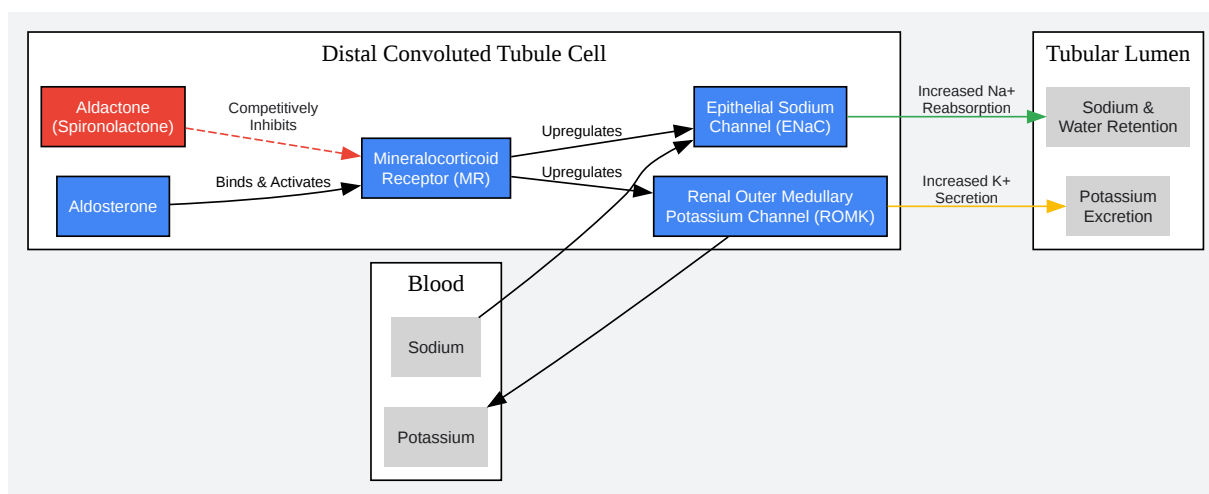 Distal Convoluted Tubule Cell
Tubular Lumen
Aldactone
(Spironolactone)
Competitively
Inhibits
Epithelial Sodium
Channel (ENaC)
Increased Na+
Reabsorption
Sodium &
Water Retention
Upregulates
Mineralocorticoid
Receptor (MR)
Upregulates
Binds & Activates
Aldosterone
Renal Outer Medullary
Potassium Channel (ROMK)
Increased K+
Secretion
Potassium
Excretion
Blood
Sodium
Potassium